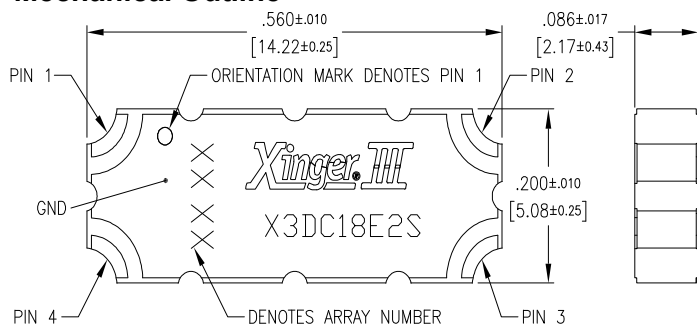 .560±.010
[14.22±0.25]
.086±.017
[2.17±0.43]
PIN 1
ORIENTATION MARK DENOTES PIN 1
PIN 2
Xinger III
X3DC18E2S
GND
.200±.010
[5.08±0.25]
PIN 4
DENOTES ARRAY NUMBER
PIN 3